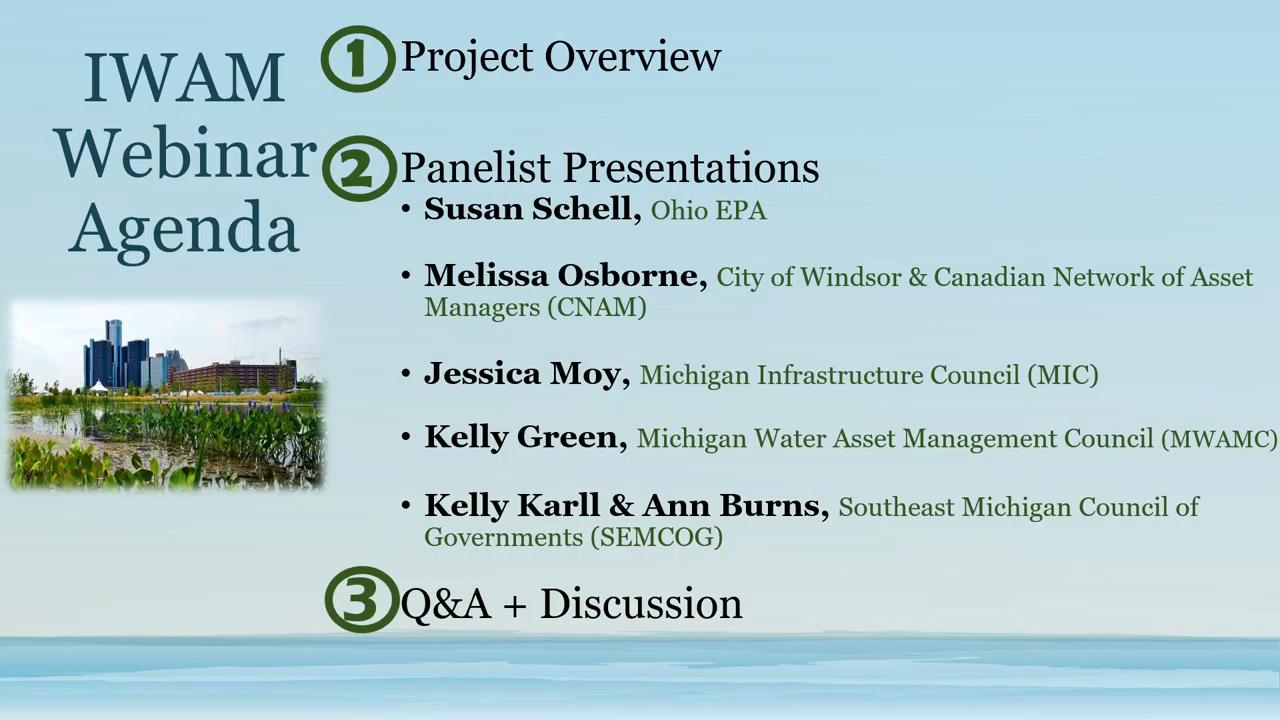 IWAM
Webinar
Agenda
1 Project Overview
2 Panelist Presentations
• Susan Schell, Ohio EPA
• Melissa Osborne, City of Windsor & Canadian Network of Asset
Managers (CNAM)
• Jessica Moy, Michigan Infrastructure Council (MIC)
• Kelly Green, Michigan Water Asset Management Council (MWAMC)
• Kelly Karll & Ann Burns, Southeast Michigan Council of
Governments (SEMCOG)
3 Q&A + Discussion